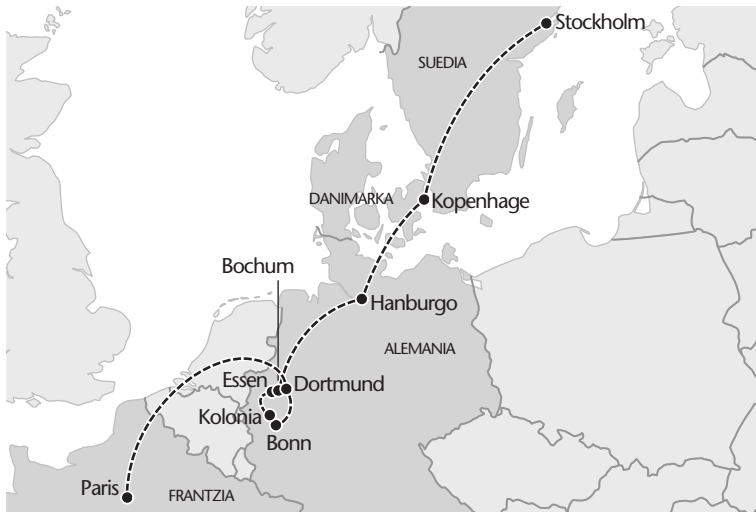 Stockholm
SUEDIA
DANIMARKA
Kopenhage
Bochum
Hanburgo
ALEMANIA
Essen
Dortmund
Kolonia
Bonn
Paris
FRANTZIA